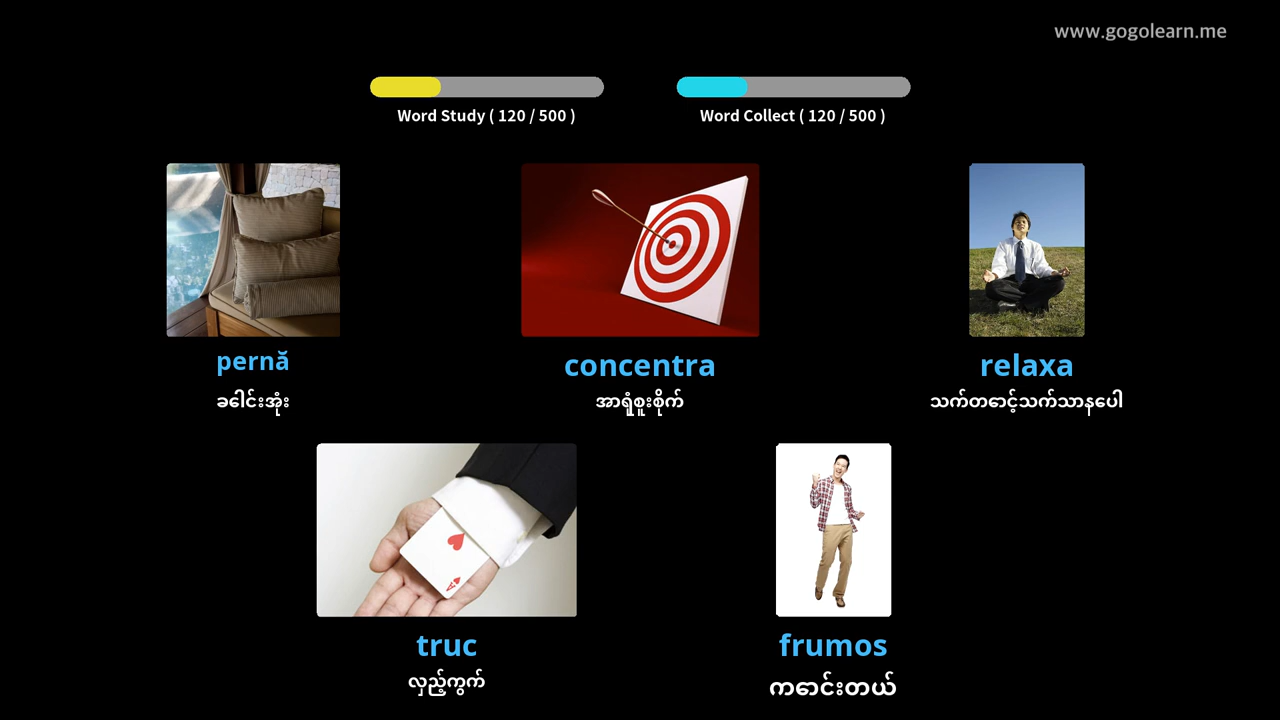 www.gogolearn.me
Word Study ( 120 / 500 )
Word Collect ( 120 / 500 )
pernă
ခေါင်းအုံး
concentra
အာရုံစူးစိုက်
relaxa
သက်တောင့်သက်သာနေပါ
truc
လှည့်ကွက်
frumos
ကောင်းတယ်